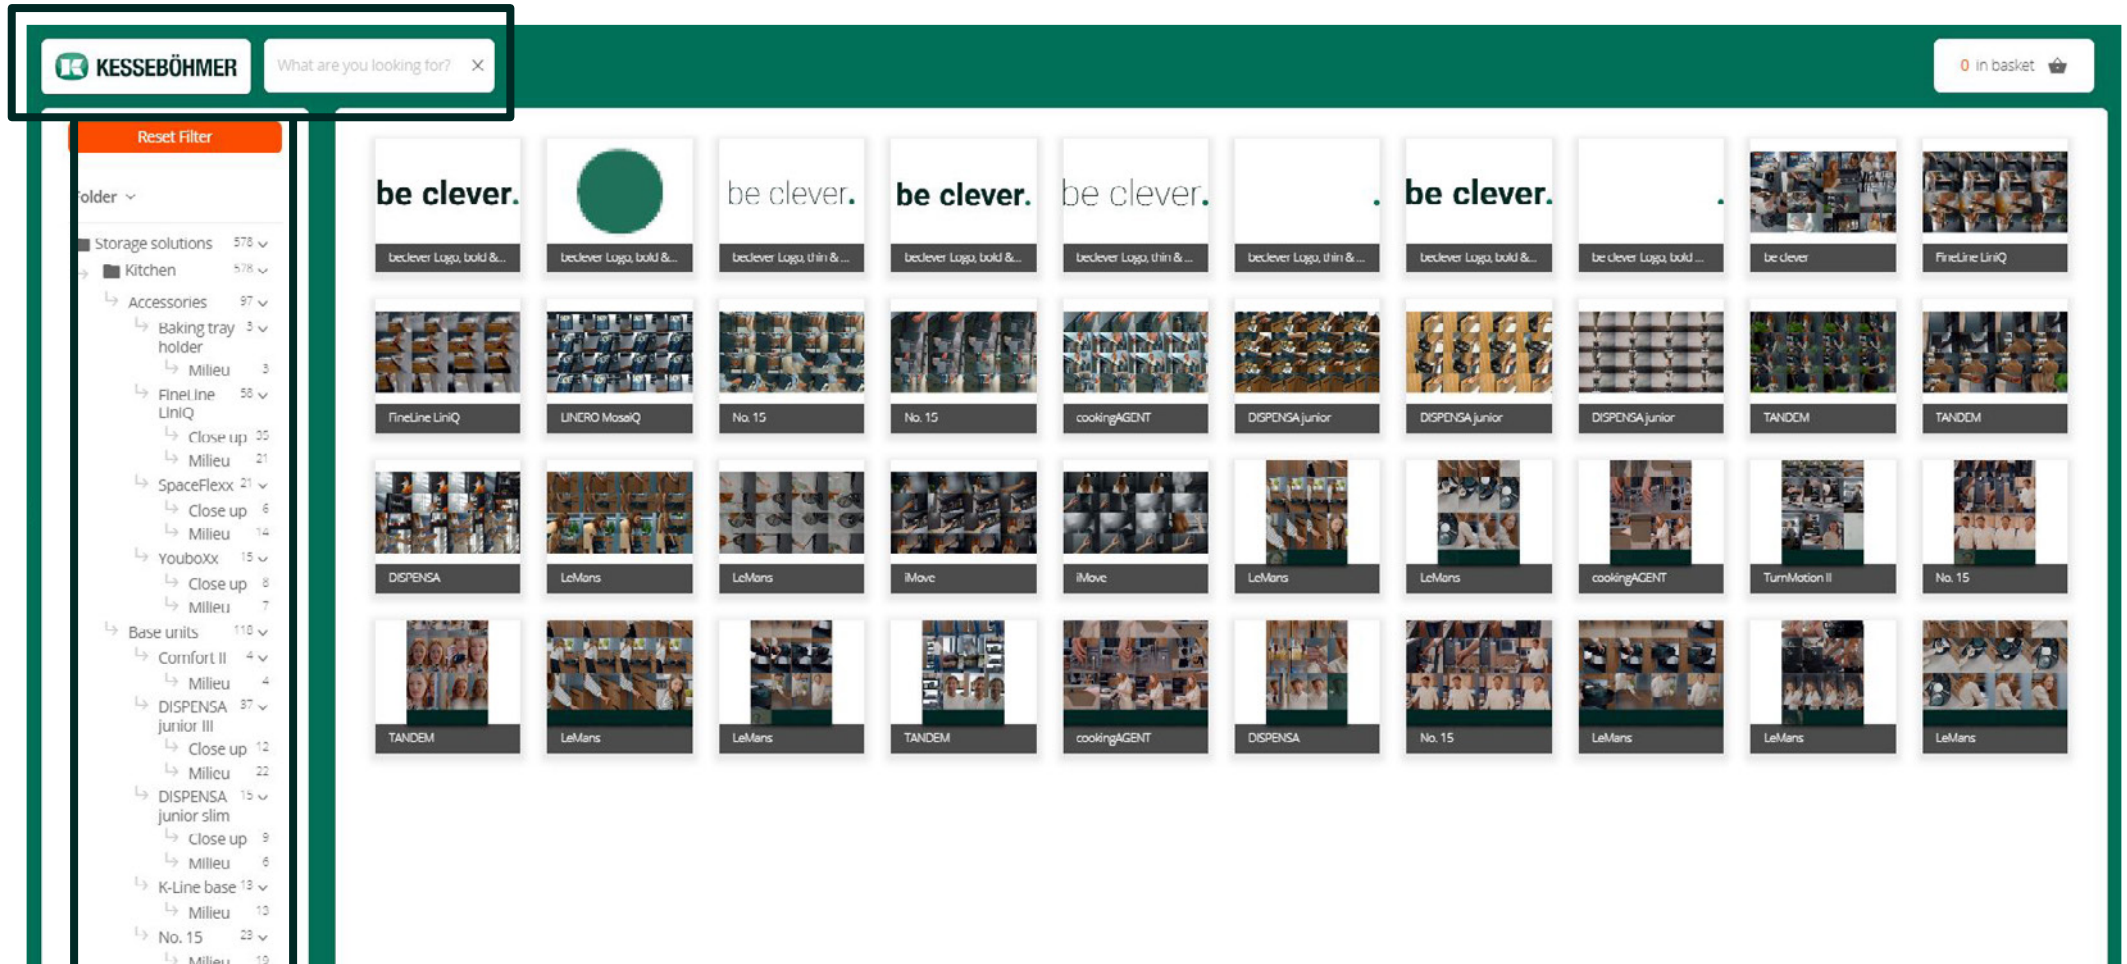 KESSEBÖHMER
What are you looking for?
0 in basket
Reset Filter
older
Storage solutions 578
Kitchen 578
Accessories 97
Baking tray 3
holder
Milieu 3
FineLine 58
LiniQ
Close up 35
Milieu 21
SpaceFlexx 21
Close up 6
Milieu 14
YouboXx 15
Close up 8
Milieu 7
Base units 118
Comfort II 4
Milieu 4
DISPENSA 37
junior III
Close up 12
Milieu 22
DISPENSA 15
junior slim
Close up 9
Milieu 6
K-Line base 13
Milieu 13
No. 15 23
Milieu 19
be clever.
be clever.
be clever.
be clever.
.
be clever.
.
beclever Logo, bold &...
beclever Logo, bold &...
beclever Logo, thin & ...
beclever Logo, bold &...
beclever Logo, thin & ...
beclever Logo, thin & ...
beclever Logo, bold &...
be clever Logo, bold ...
be clever
FineLine LiniQ
FineLine LiniQ
LINERO MosaiQ
No. 15
No. 15
cookingAGENT
DISPENSA junior
DISPENSA junior
DISPENSA junior
TANDEM
TANDEM
DISPENSA
LeMans
LeMans
iMove
iMove
LeMans
LeMans
cookingAGENT
TurnMotion II
No. 15
TANDEM
LeMans
LeMans
TANDEM
cookingAGENT
DISPENSA
No. 15
LeMans
LeMans
LeMans